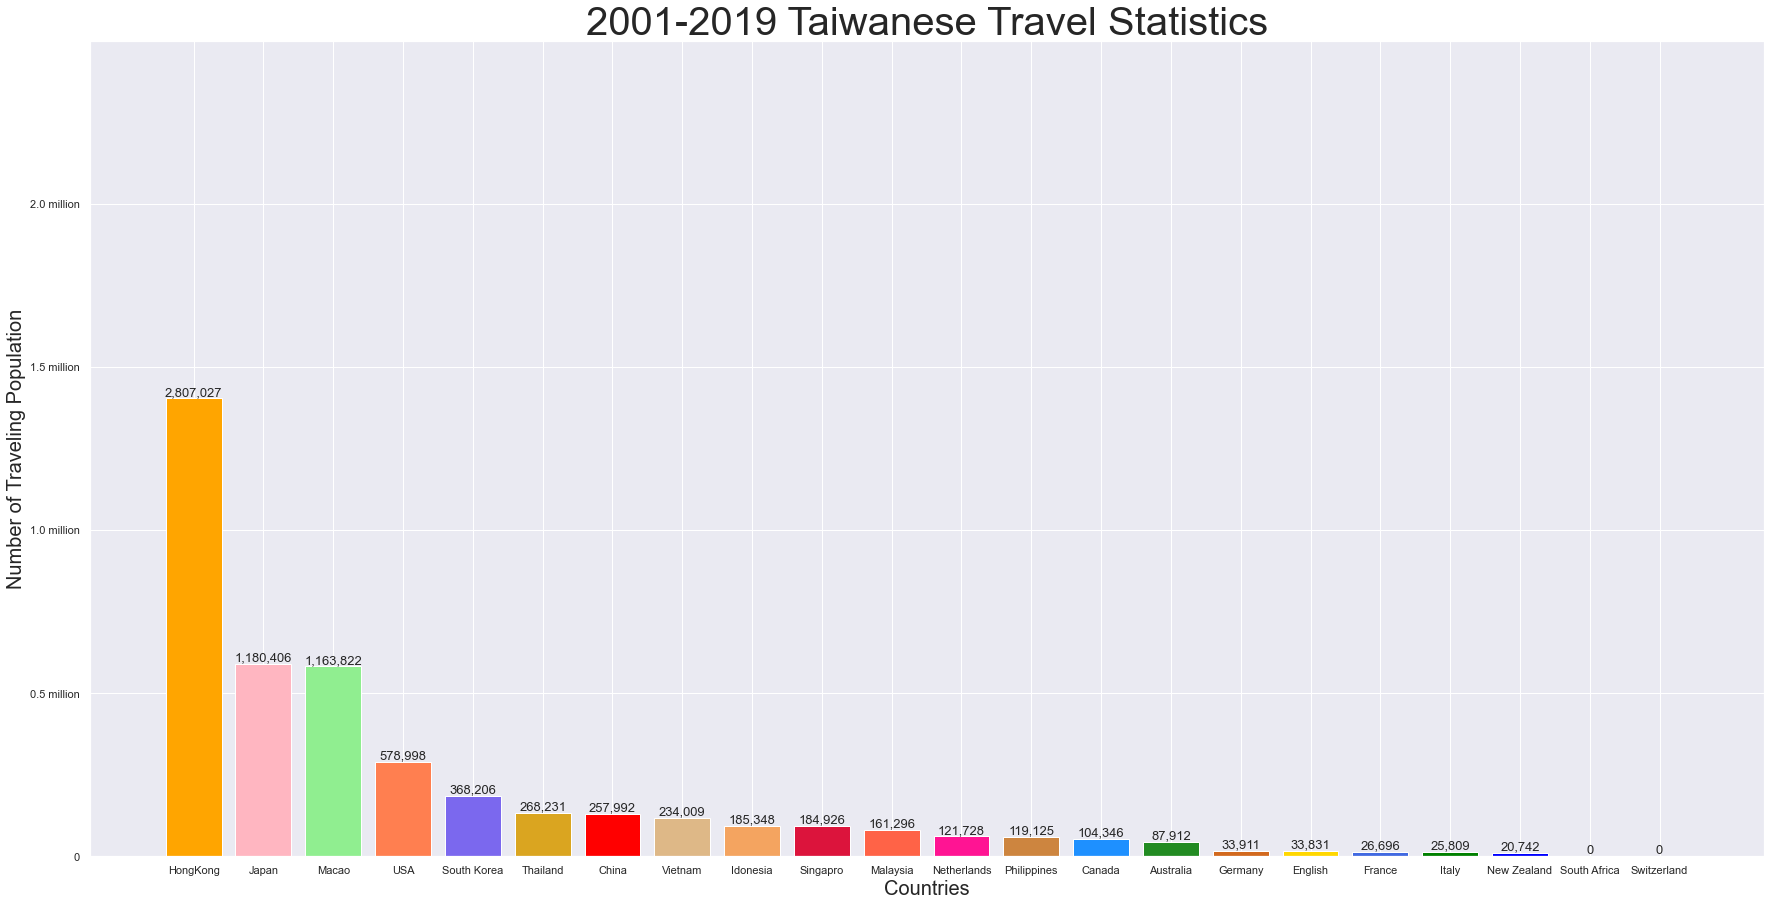 2001-2019 Taiwanese Travel Statistics
Number of Traveling Population
2.0 million
1.5 million
1.0 million
0.5 million
0
2,807,027
1,180,406
1,163,822
578,998
368,206
268,231
257,992
234,009
185,348
184,926
161,296
121,728
119,125
104,346
87,912
33,911
33,831
26,696
25,809
20,742
0
0
HongKong
Japan
Macao
USA
South Korea
Thailand
China
Vietnam
Idonesia
Singapro
Malaysia
Netherlands
Philippines
Canada
Australia
Germany
English
France
Italy
New Zealand
South Africa
Switzerland
Countries